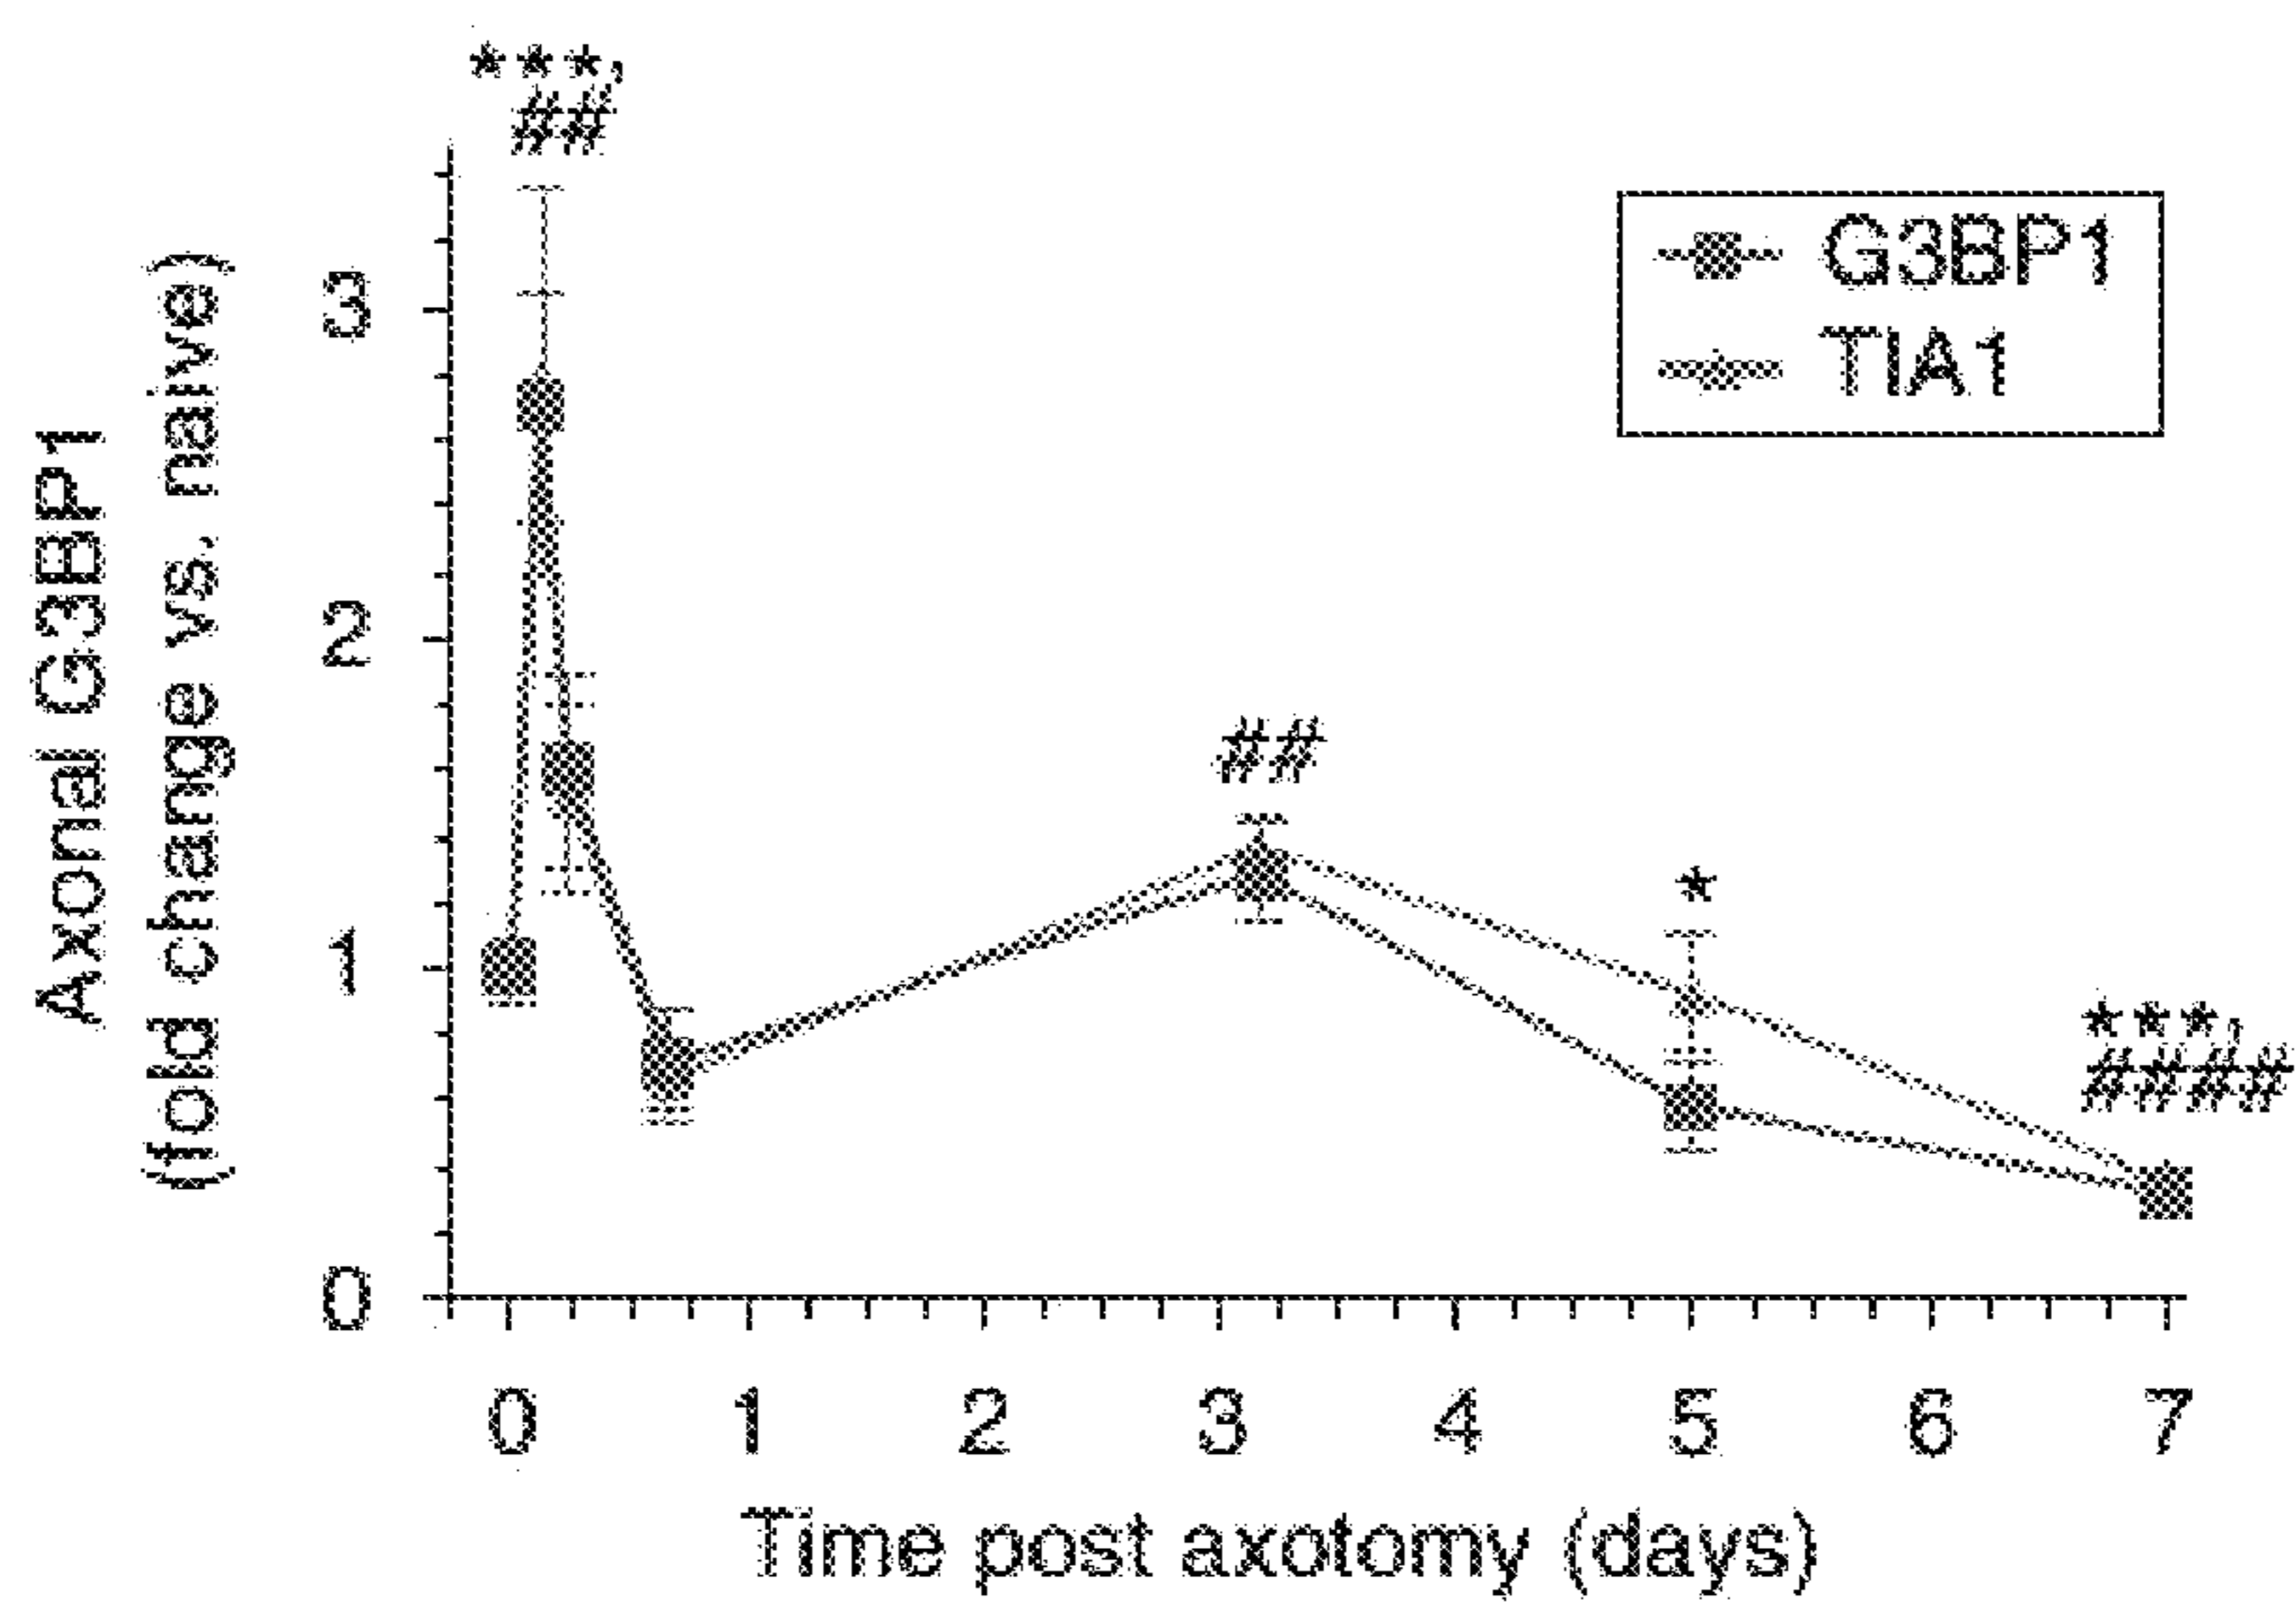 ***,
##
G3BP1
TIA1
Axonal G3BP1
(fold change vs. naive)
3
2
1
0
##
*
***,
####
0 1 2 3 4 5 6 7
Time post axotomy (days)